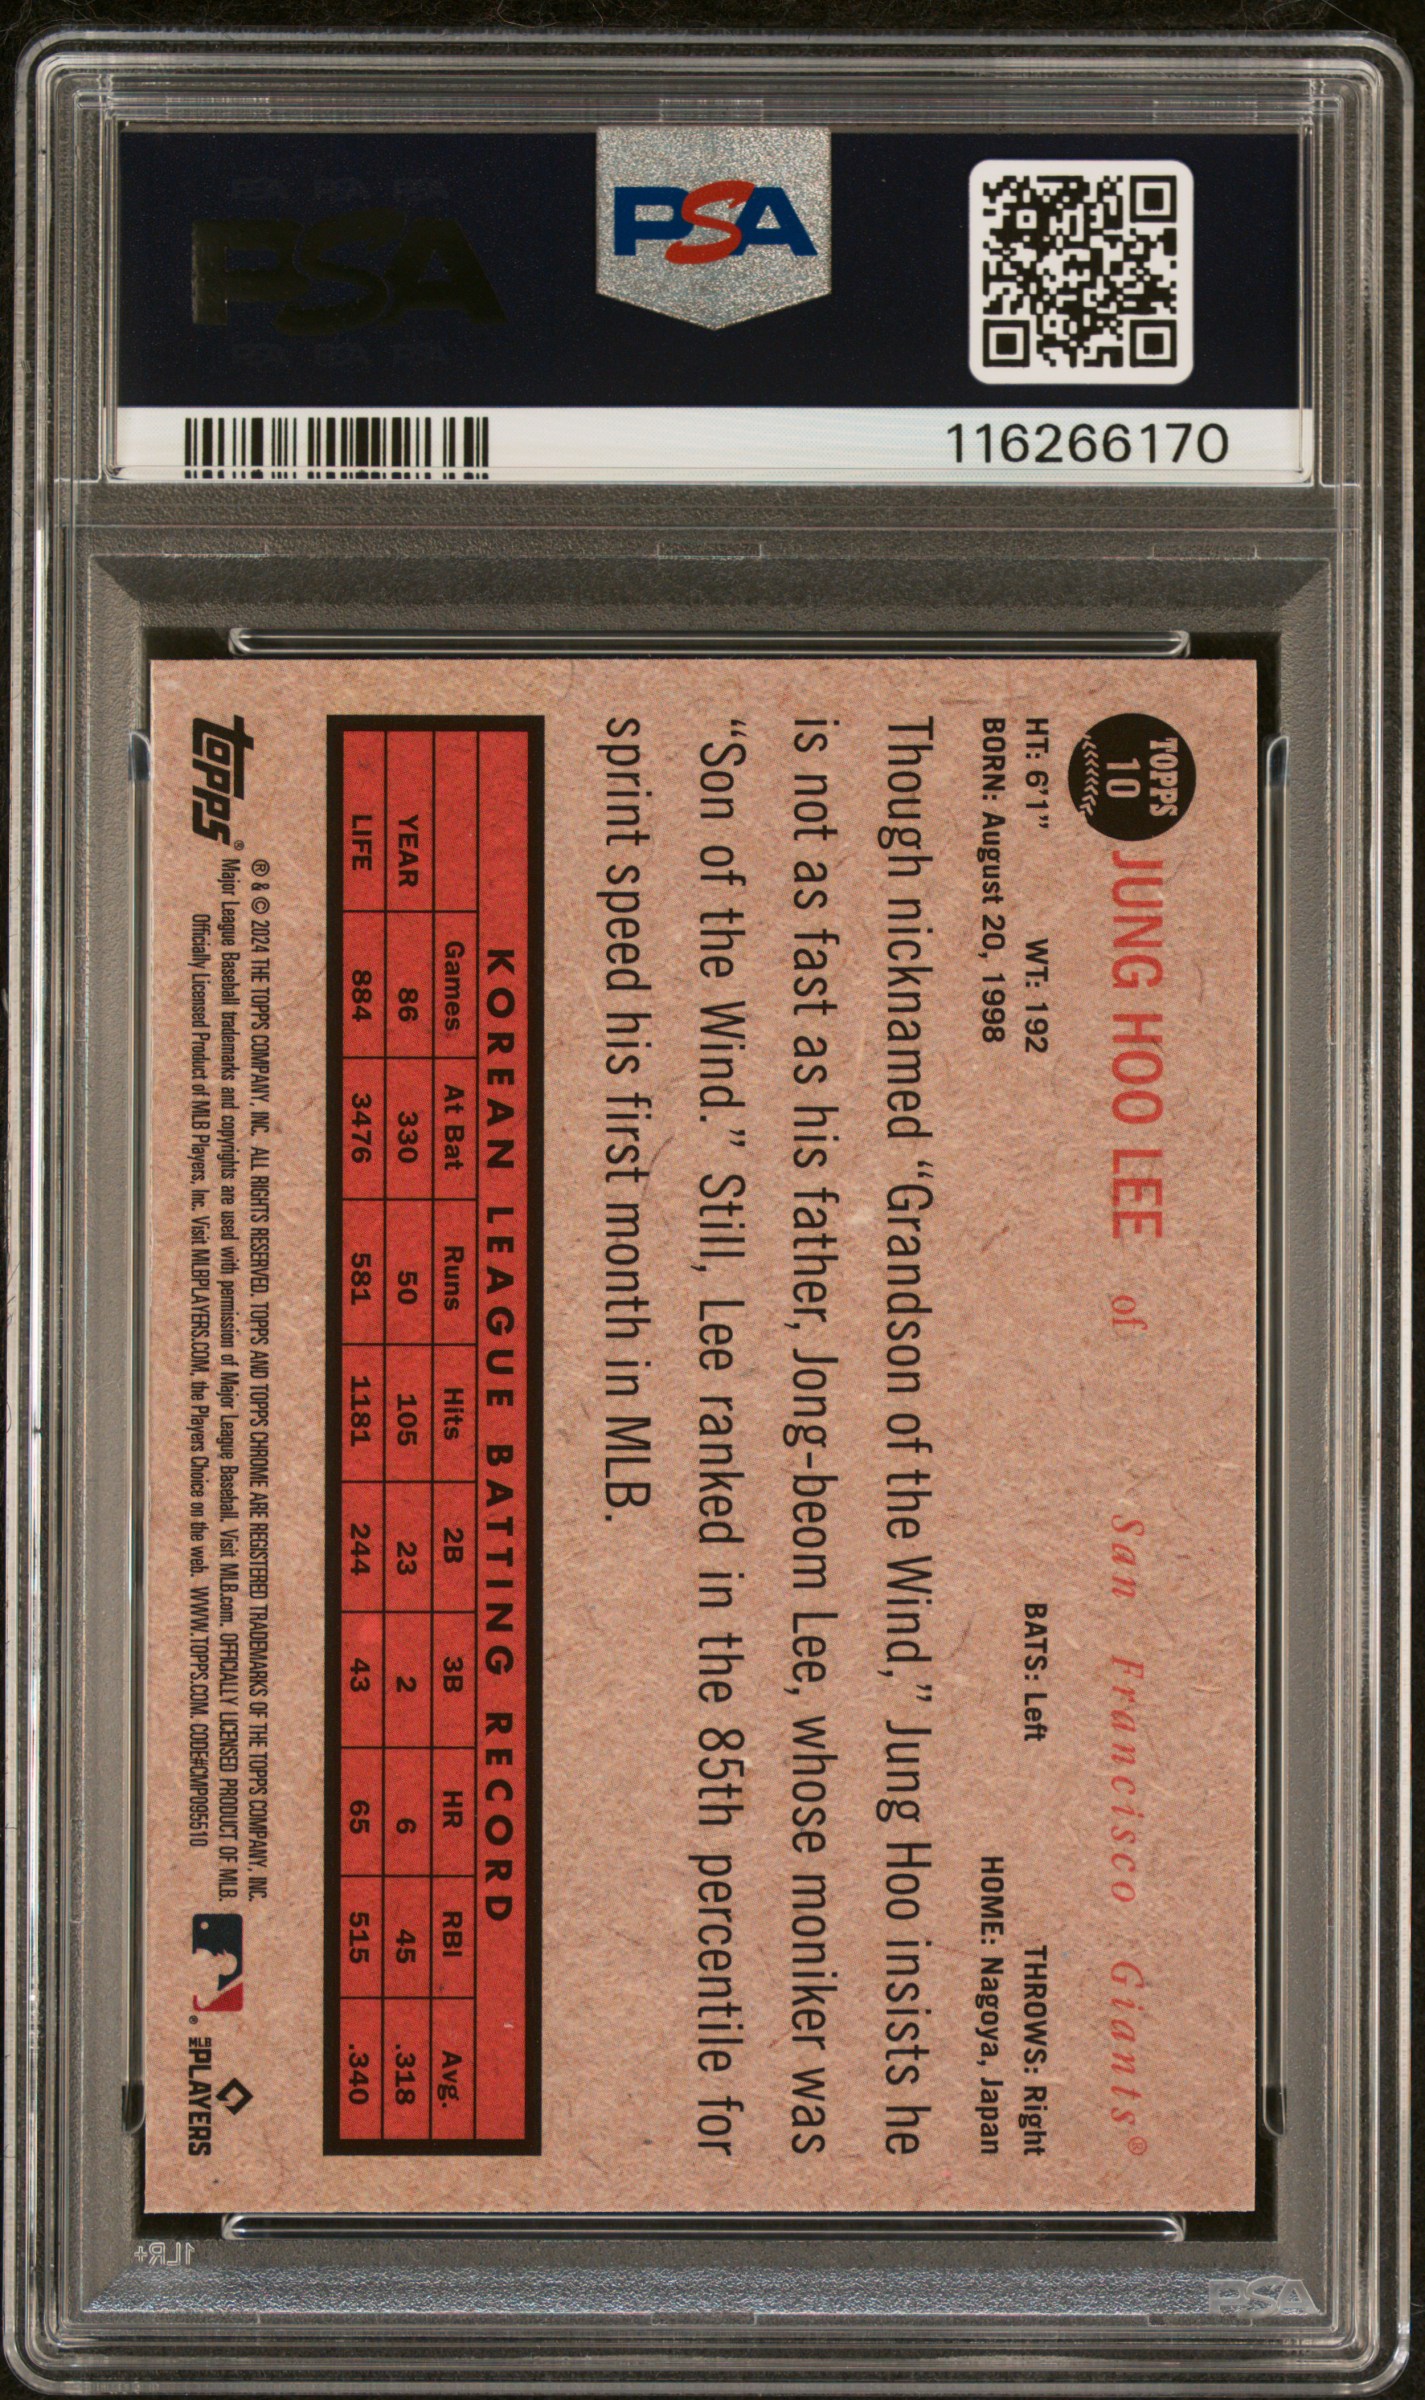 PSA
PSA PSA PSA
PSA
PSA PSA PSA
116266170
TOPPS
10
JUNG HOO LEE of San Francisco Giants®
HT: 6'1” WT: 192 BATS: Left THROWS: Right
BORN: August 20, 1998 HOME: Nagoya, Japan
Though nicknamed “Grandson of the Wind,” Jung Hoo insists he
is not as fast as his father, Jong-beom Lee, whose moniker was
“Son of the Wind.” Still, Lee ranked in the 85th percentile for
sprint speed his first month in MLB.
KOREAN LEAGUE BATTING RECORD
Games At Bat Runs Hits 2B 3B HR RBI Avg.
YEAR 86 330 50 105 23 2 6 45 .318
LIFE 884 3476 581 1181 244 43 65 515 .340
topps®
® & © 2024 THE TOPPS COMPANY, INC. ALL RIGHTS RESERVED. TOPPS AND TOPPS CHROME ARE REGISTERED TRADEMARKS OF THE TOPPS COMPANY, INC.
Major League Baseball trademarks and copyrights are used with permission of Major League Baseball. Visit MLB.com. OFFICIALLY LICENSED PRODUCT OF MLB.
Officially Licensed Product of MLB Players, Inc. Visit MLBPLAYERS.COM, the Players Choice on the web. WWW.TOPPS.COM. CODE#CMP095510
®
MLB PLAYERS
1LR+
PSA